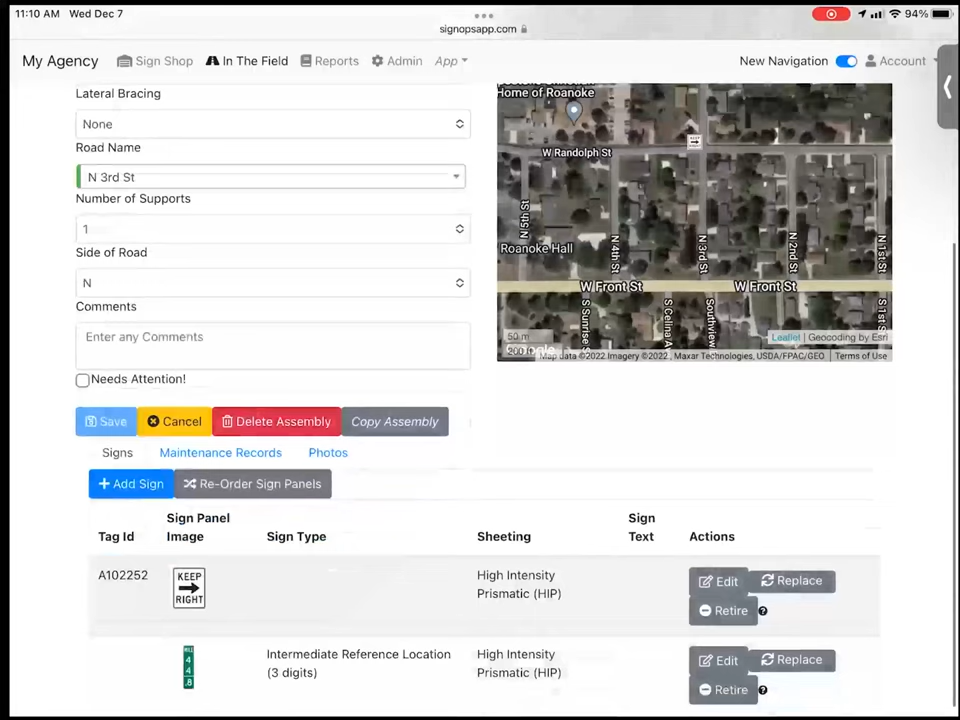 11:10 AM Wed Dec 7
94%
signopsapp.com
My Agency Sign Shop In The Field Reports Admin App New Navigation Account
Lateral Bracing
None
Road Name
N 3rd St
Number of Supports
1
Side of Road
N
Comments
Enter any Comments
Needs Attention!
Save Cancel Delete Assembly Copy Assembly
Home of Roanoke
W Randolph St
N 5th St
N 4th St
N 3rd St
N 2nd St
N 1st St
Roanoke Hall
W Front St W Front St
S Sunrise S
S Celina A
Southview
S 1st S
50 m
Google
Leaflet | Geocoding by Esri
Map data ©2022 Imagery ©2022 , Maxar Technologies, USDA/FPAC/GEO Terms of Use
Signs Maintenance Records Photos
Add Sign Re-Order Sign Panels
Tag Id Sign Panel Image Sign Type Sheeting Sign Text Actions
A102252
KEEP
RIGHT
High Intensity
Prismatic (HIP)
Edit Replace
Retire
MILE
4
4
.8
Intermediate Reference Location
(3 digits)
High Intensity
Prismatic (HIP)
Edit Replace
Retire